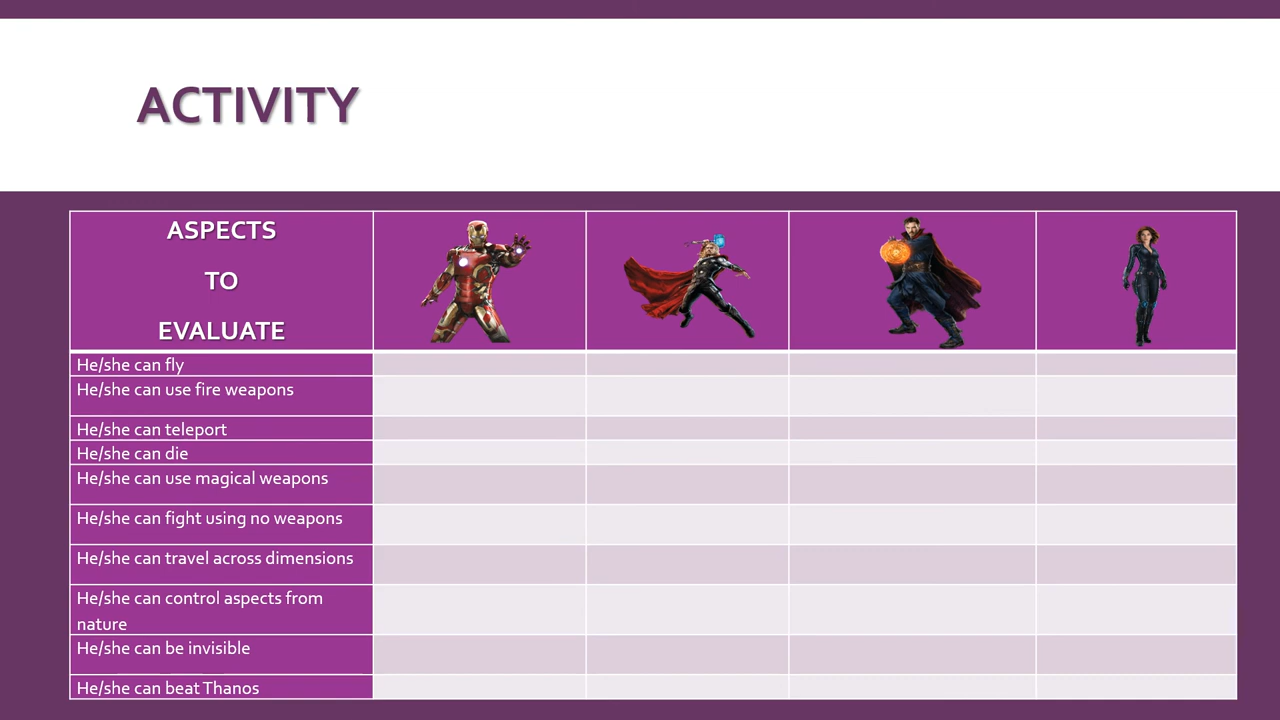 ACTIVITY
ASPECTS
TO
EVALUATE
He/she can fly
He/she can use fire weapons
He/she can teleport
He/she can die
He/she can use magical weapons
He/she can fight using no weapons
He/she can travel across dimensions
He/she can control aspects from
nature
He/she can be invisible
He/she can beat Thanos